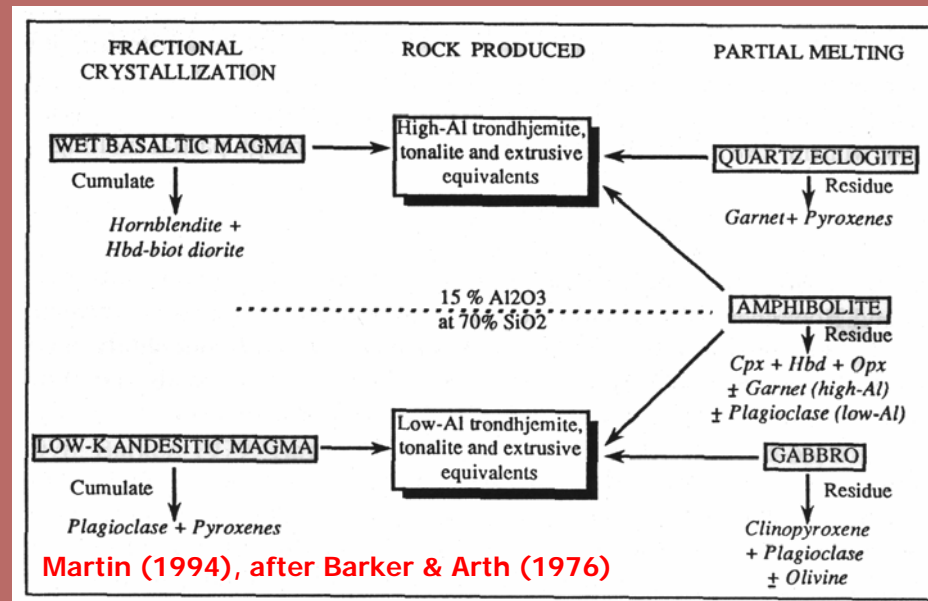 FRACTIONAL
CRYSTALLIZATION
ROCK PRODUCED
PARTIAL MELTING
WET BASALTIC MAGMA
Cumulate
Hornblendite +
Hbd-biot diorite
High-Al trondhjemite,
tonalite and extrusive
equivalents
QUARTZ ECLOGITE
Residue
Garnet+ Pyroxenes
15 % Al2O3
at 70% SiO2
AMPHIBOLITE
Residue
Cpx + Hbd + Opx
± Garnet (high-Al)
± Plagioclase (low-Al)
LOW-K ANDESITIC MAGMA
Cumulate
Plagioclase + Pyroxenes
Low-Al trondhjemite,
tonalite and extrusive
equivalents
GABBRO
Residue
Clinopyroxene
+ Plagioclase
± Olivine
Martin (1994), after Barker & Arth (1976)